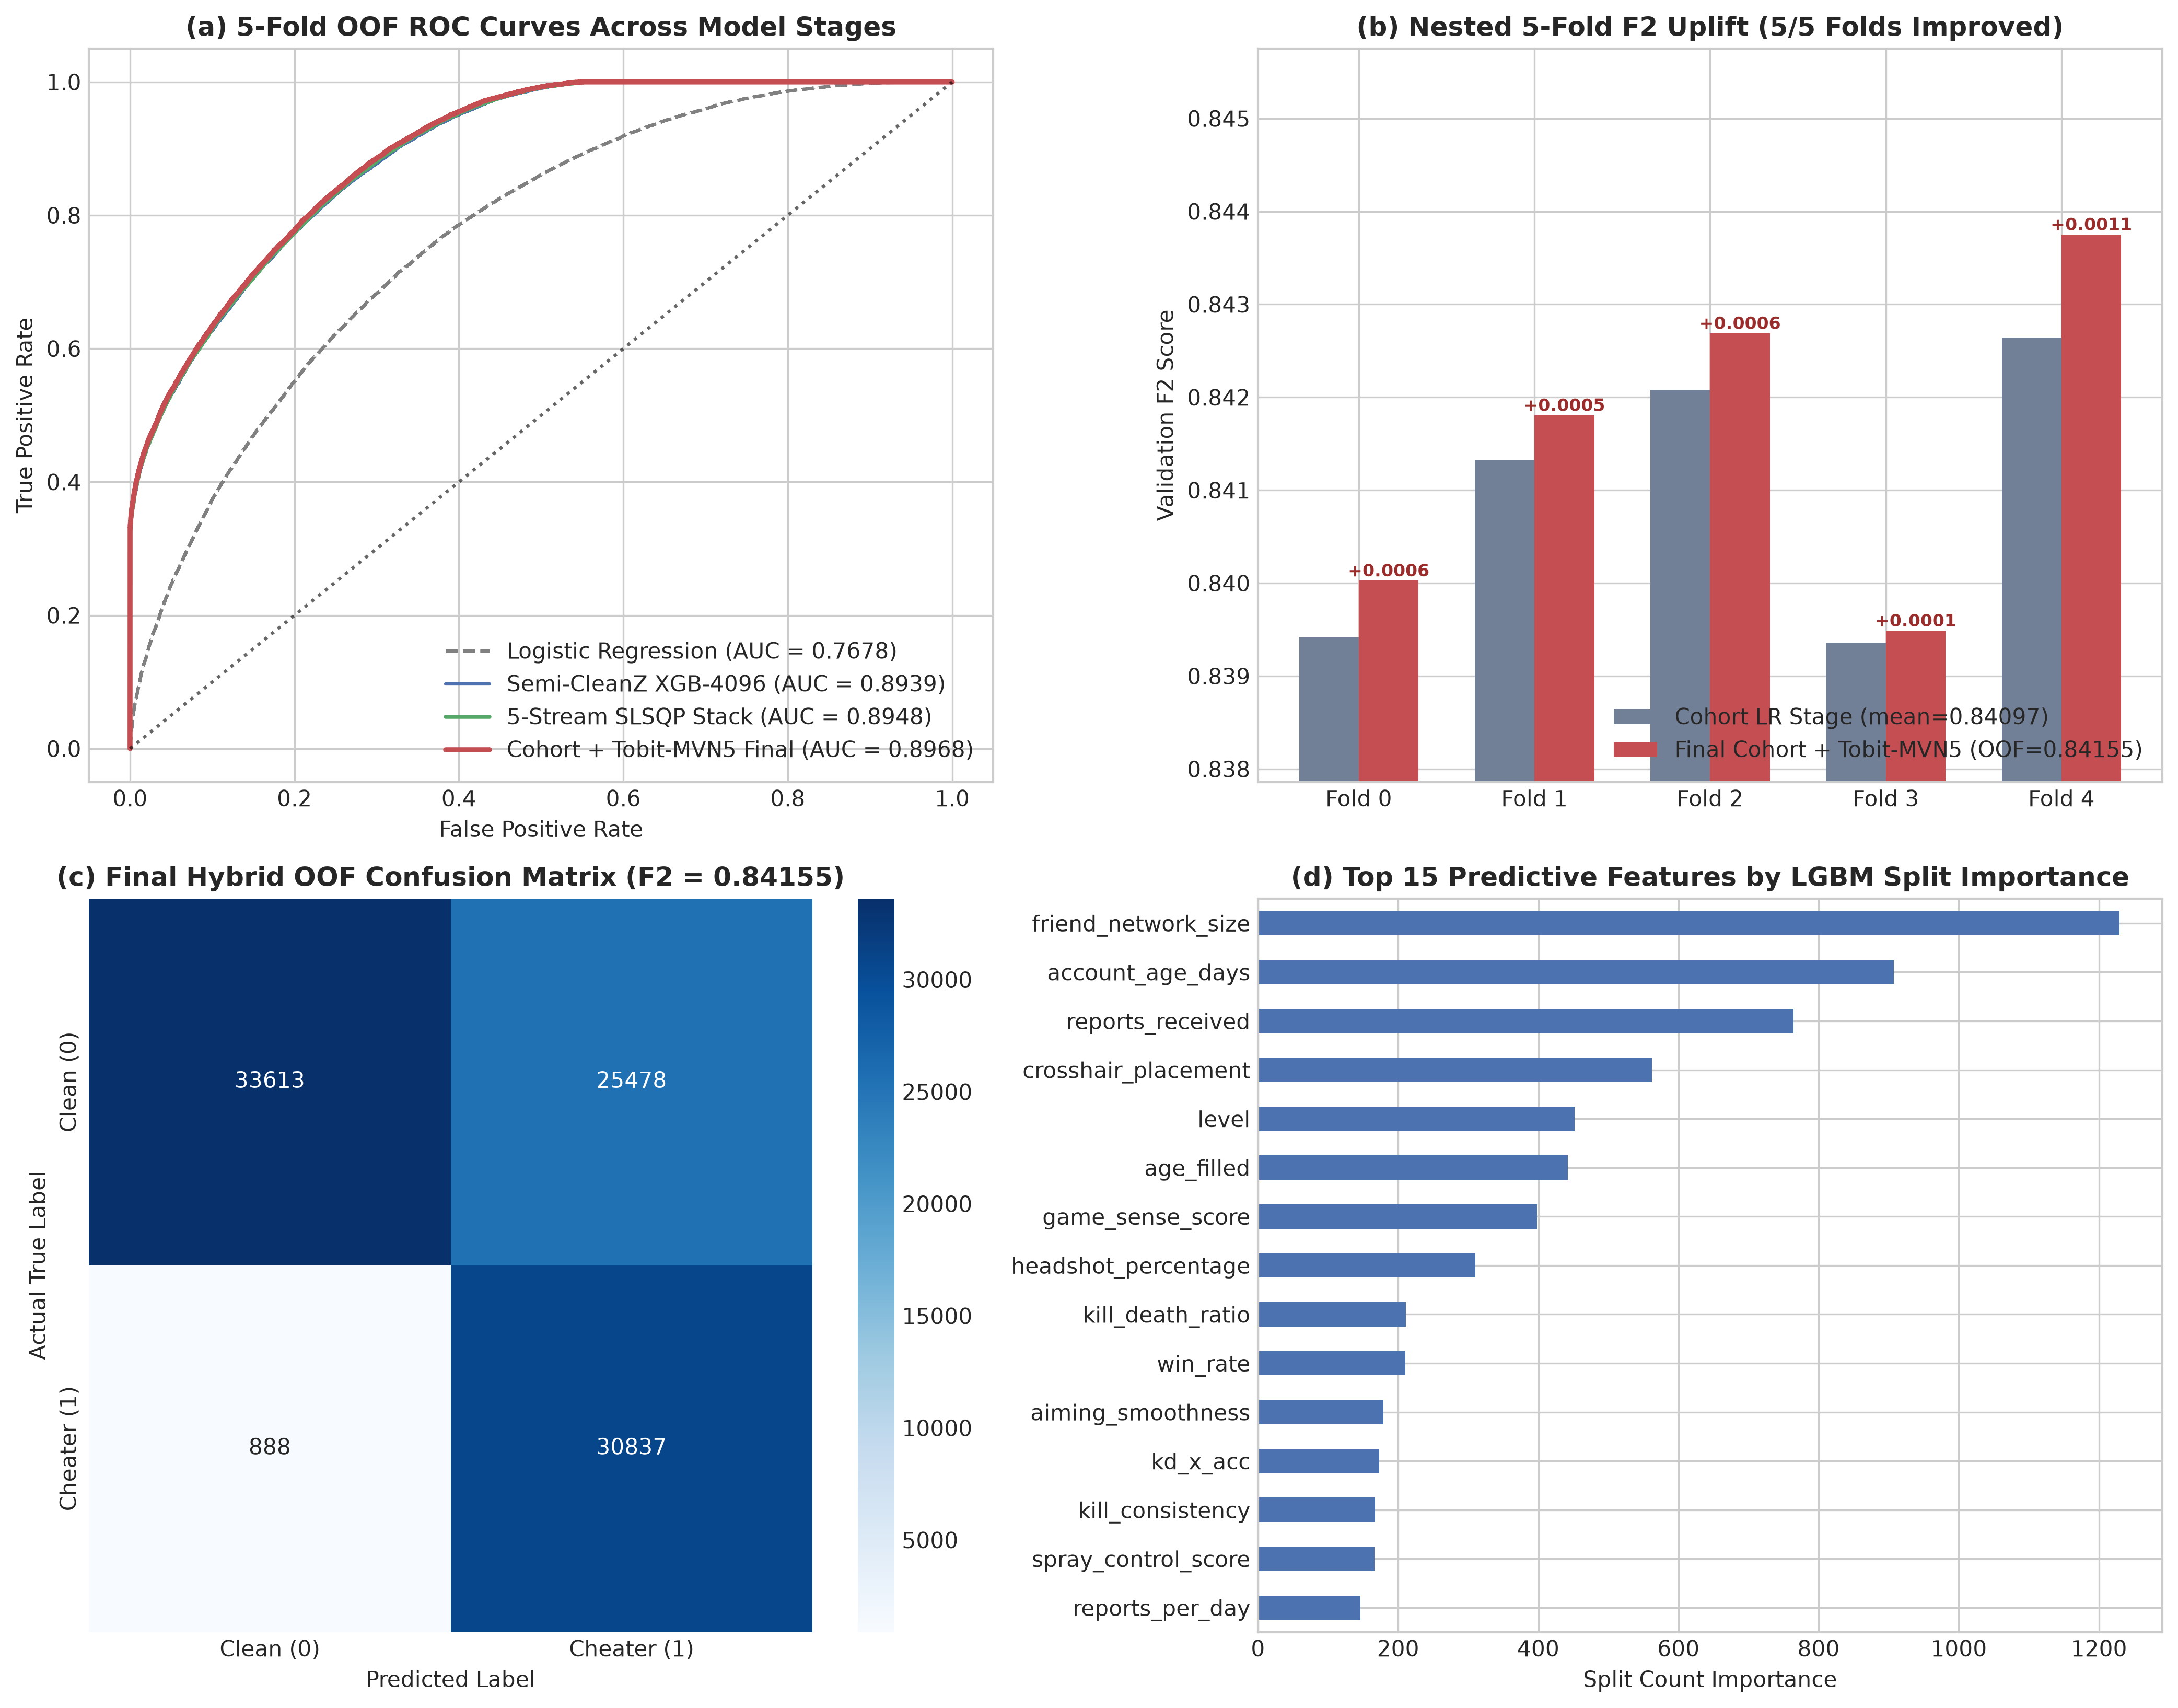 (a) 5-Fold OOF ROC Curves Across Model Stages
1.0
0.8
0.6
0.4
0.2
0.0
True Positive Rate
Logistic Regression (AUC = 0.7678)
Semi-CleanZ XGB-4096 (AUC = 0.8939)
5-Stream SLSQP Stack (AUC = 0.8948)
Cohort + Tobit-MVN5 Final (AUC = 0.8968)
0.0 0.2 0.4 0.6 0.8 1.0
False Positive Rate
(b) Nested 5-Fold F2 Uplift (5/5 Folds Improved)
0.845
0.844
0.843
0.842
0.841
0.840
0.839
0.838
Validation F2 Score
+0.0006
+0.0005
+0.0006
+0.0001
+0.0011
Cohort LR Stage (mean=0.84097)
Final Cohort + Tobit-MVN5 (OOF=0.84155)
Fold 0 Fold 1 Fold 2 Fold 3 Fold 4
(c) Final Hybrid OOF Confusion Matrix (F2 = 0.84155)
Actual True Label
Clean (0)
Cheater (1)
33613 25478
888 30837
Clean (0) Cheater (1)
Predicted Label
30000
25000
20000
15000
10000
5000
(d) Top 15 Predictive Features by LGBM Split Importance
friend_network_size
account_age_days
reports_received
crosshair_placement
level
age_filled
game_sense_score
headshot_percentage
kill_death_ratio
win_rate
aiming_smoothness
kd_x_acc
kill_consistency
spray_control_score
reports_per_day
0 200 400 600 800 1000 1200
Split Count Importance